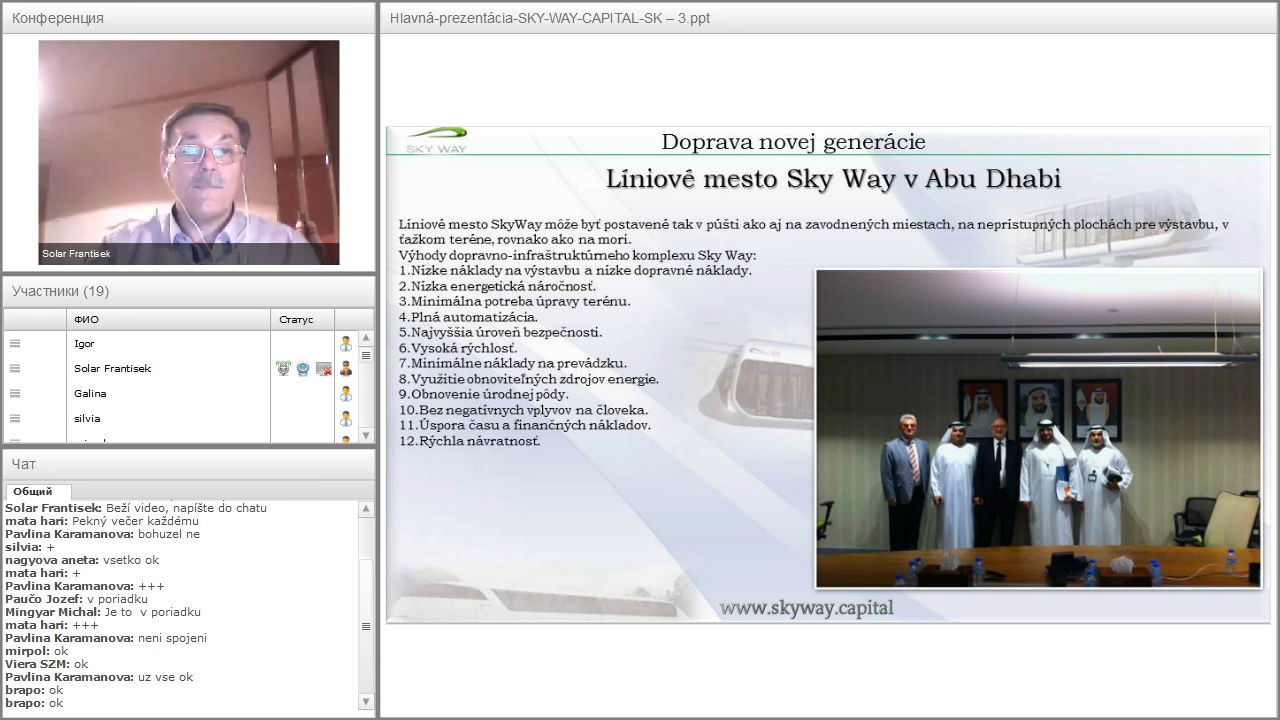 Конференция
Solar Frantisek
Участники (19)
ФИО
Статус
Igor
Solar Frantisek
Galina
silvia
Чат
Общий
Solar Frantisek: Beží video, napíšte do chatu
mata hari: Pekný večer každému
Pavlina Karamanova: bohuzel ne
silvia: +
nagyova aneta: vsetko ok
mata hari: +
Pavlina Karamanova: +++
Paučo Jozef: v poriadku
Mingyar Michal: Je to v poriadku
mata hari: +++
Pavlina Karamanova: neni spojeni
mirpol: ok
Viera SZM: ok
Pavlina Karamanova: uz vse ok
brapo: ok
brapo: ok
Hlavná-prezentácia-SKY-WAY-CAPITAL-SK – 3.ppt
SKY WAY
Doprava novej generácie
Líniové mesto Sky Way v Abu Dhabi
Líniové mesto SkyWay môže byť postavené tak v púšti ako aj na zavodnených miestach, na neprístupných plochách pre výstavbu, v
ťažkom teréne, rovnako ako na mori.
Výhody dopravno-infraštruktúrneho komplexu Sky Way:
1.Nízke náklady na výstavbu a nízke dopravné náklady.
2.Nízka energetická náročnosť.
3.Minimálna potreba úpravy terénu.
4.Plná automatizácia.
5.Najvyššia úroveň bezpečnosti.
6.Vysoká rýchlosť.
7.Minimálne náklady na prevádzku.
8.Využitie obnoviteľných zdrojov energie.
9.Obnovenie úrodnej pôdy.
10.Bez negatívnych vplyvov na človeka.
11.Úspora času a finančných nákladov.
12.Rýchla návratnosť.
www.skyway.capital